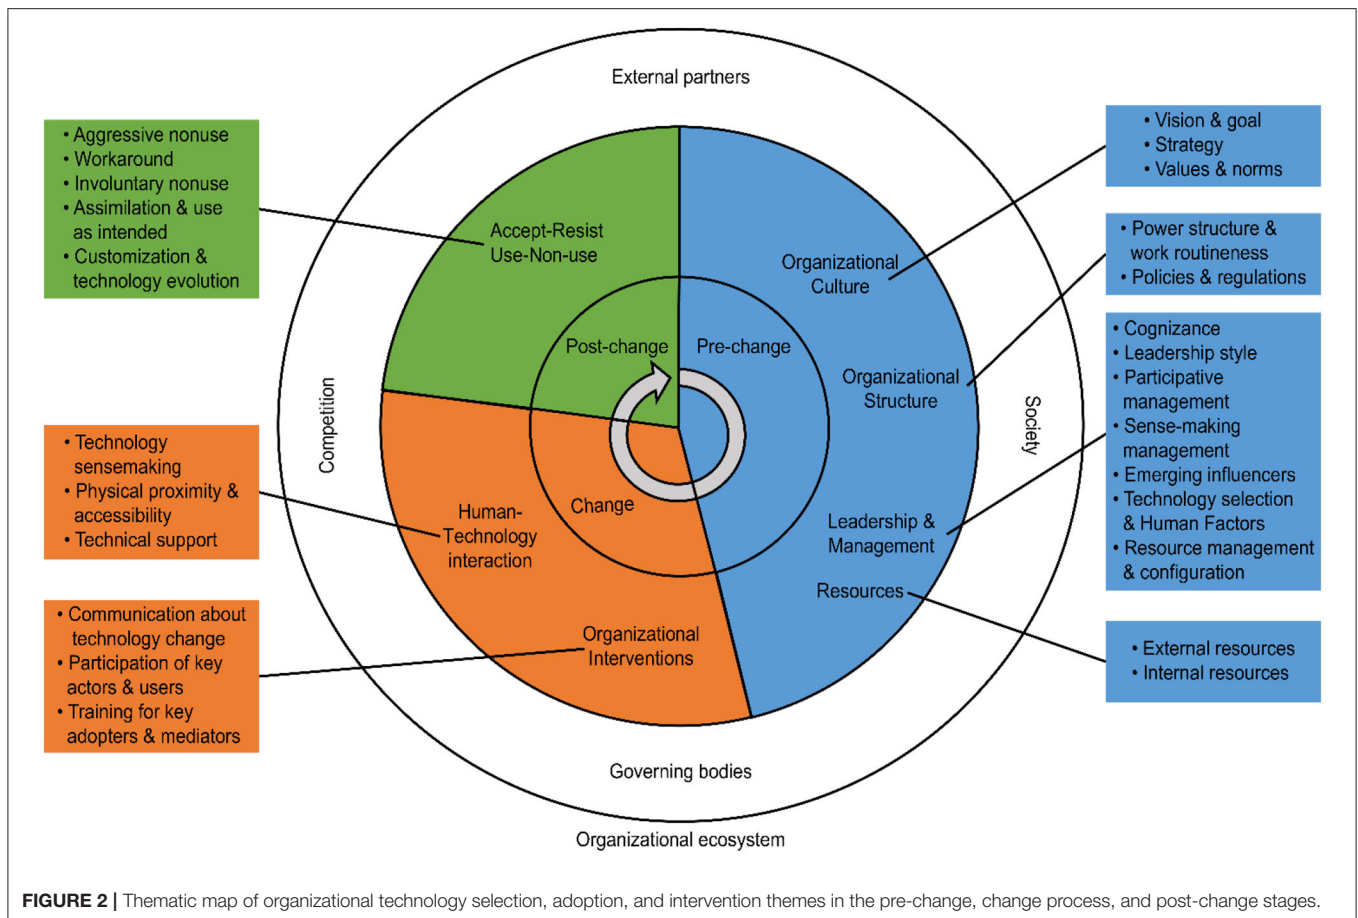 External partners
• Aggressive nonuse
• Workaround
• Involuntary nonuse
• Assimilation & use
as intended
• Customization &
technology evolution
Accept-Resist
Use-Non-use
Post-change
Pre-change
Organizational
Culture
• Vision & goal
• Strategy
• Values & norms
Organizational
Structure
• Power structure &
work routineness
• Policies & regulations
Competition
Society
• Technology
sensemaking
• Physical proximity &
accessibility
• Technical support
Human-
Technology
interaction
Change
Leadership &
Management
• Cognizance
• Leadership style
• Participative
management
• Sense-making
management
• Emerging influencers
• Technology selection
& Human Factors
• Resource management
& configuration
Resources
• External resources
• Internal resources
• Communication about
technology change
• Participation of key
actors & users
• Training for key
adopters & mediators
Organizational
Interventions
Governing bodies
Organizational ecosystem
FIGURE 2 | Thematic map of organizational technology selection, adoption, and intervention themes in the pre-change, change process, and post-change stages.